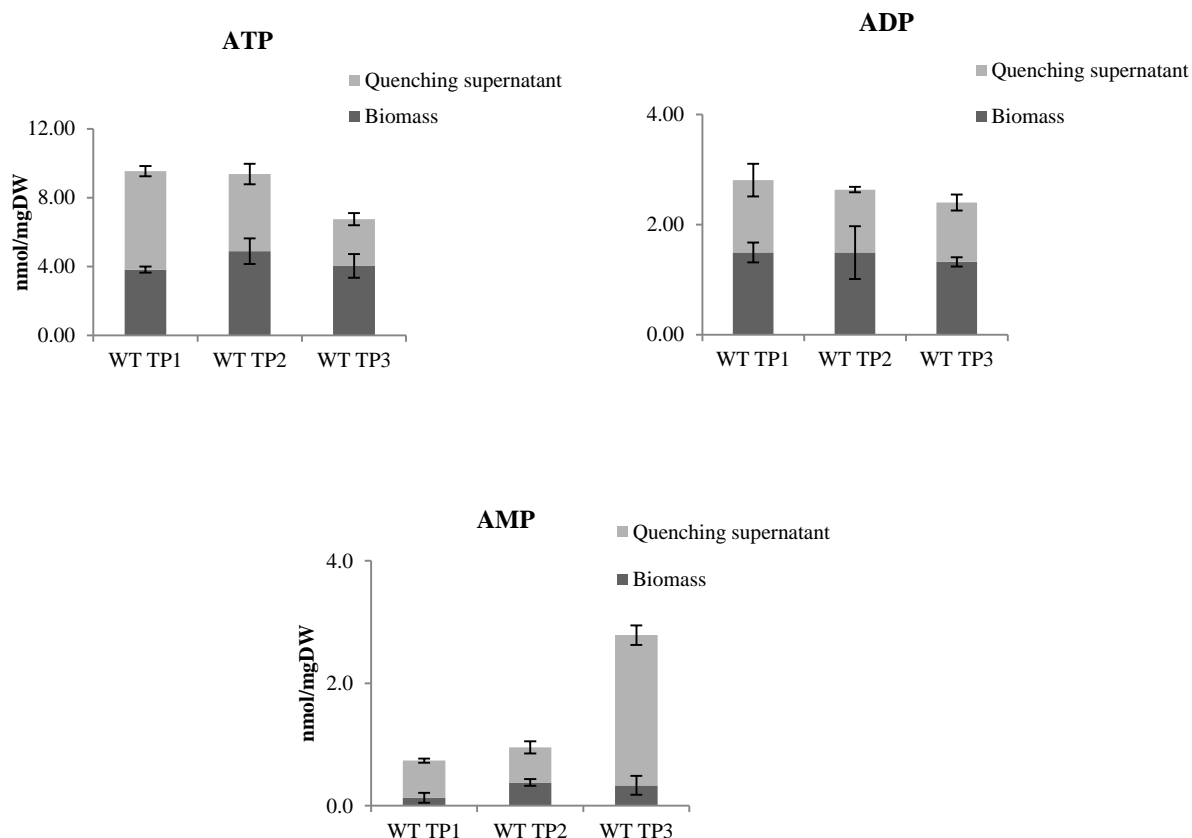 ATP
Quenching supernatant
Biomass
nmol/mgDW
12.00
8.00
4.00
0.00
WT TP1 WT TP2 WT TP3
ADP
Quenching supernatant
Biomass
4.00
2.00
0.00
WT TP1 WT TP2 WT TP3
AMP
Quenching supernatant
Biomass
nmol/mgDW
4.0
2.0
0.0
WT TP1 WT TP2 WT TP3